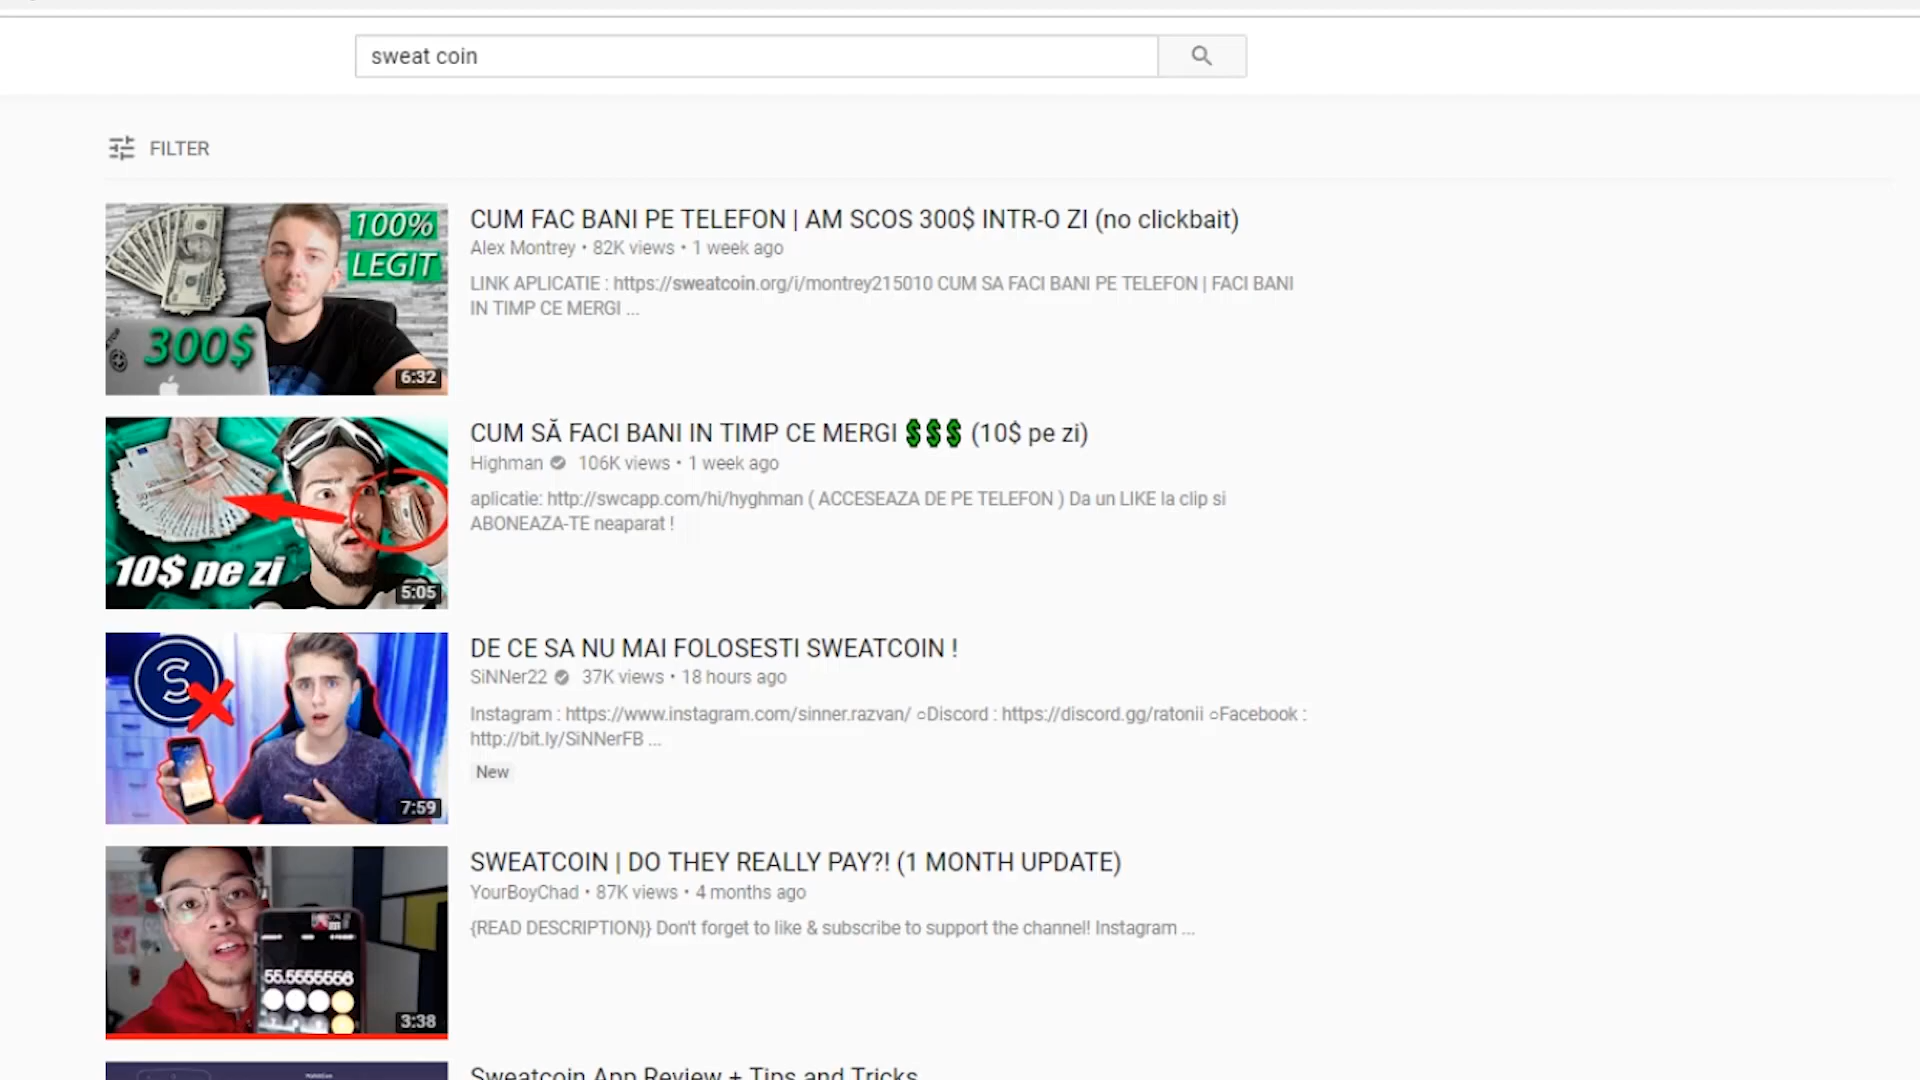 sweat coin
FILTER
100%
LEGIT
300$
6:32
CUM FAC BANI PE TELEFON | AM SCOS 300$ INTR-O ZI (no clickbait)
Alex Montrey • 82K views • 1 week ago
LINK APLICATIE : https://sweatcoin.org/i/montrey215010 CUM SA FACI BANI PE TELEFON | FACI BANI
IN TIMP CE MERGI ...
10$ pe zi
5:05
CUM SĂ FACI BANI IN TIMP CE MERGI 💲💲💲 (10$ pe zi)
Highman 106K views • 1 week ago
aplicatie: http://swcapp.com/hi/hyghman ( ACCESEAZA DE PE TELEFON ) Da un LIKE la clip si
ABONEAZA-TE neaparat !
7:59
DE CE SA NU MAI FOLOSESTI SWEATCOIN !
SiNNer22 37K views • 18 hours ago
Instagram : https://www.instagram.com/sinner.razvan/ ○Discord : https://discord.gg/ratonii ○Facebook :
http://bit.ly/SiNNerFB ...
New
55.5555556
3:38
SWEATCOIN | DO THEY REALLY PAY?! (1 MONTH UPDATE)
YourBoyChad • 87K views • 4 months ago
{READ DESCRIPTION}} Don't forget to like & subscribe to support the channel! Instagram ...
Sweatcoin App Review + Tips and Tricks